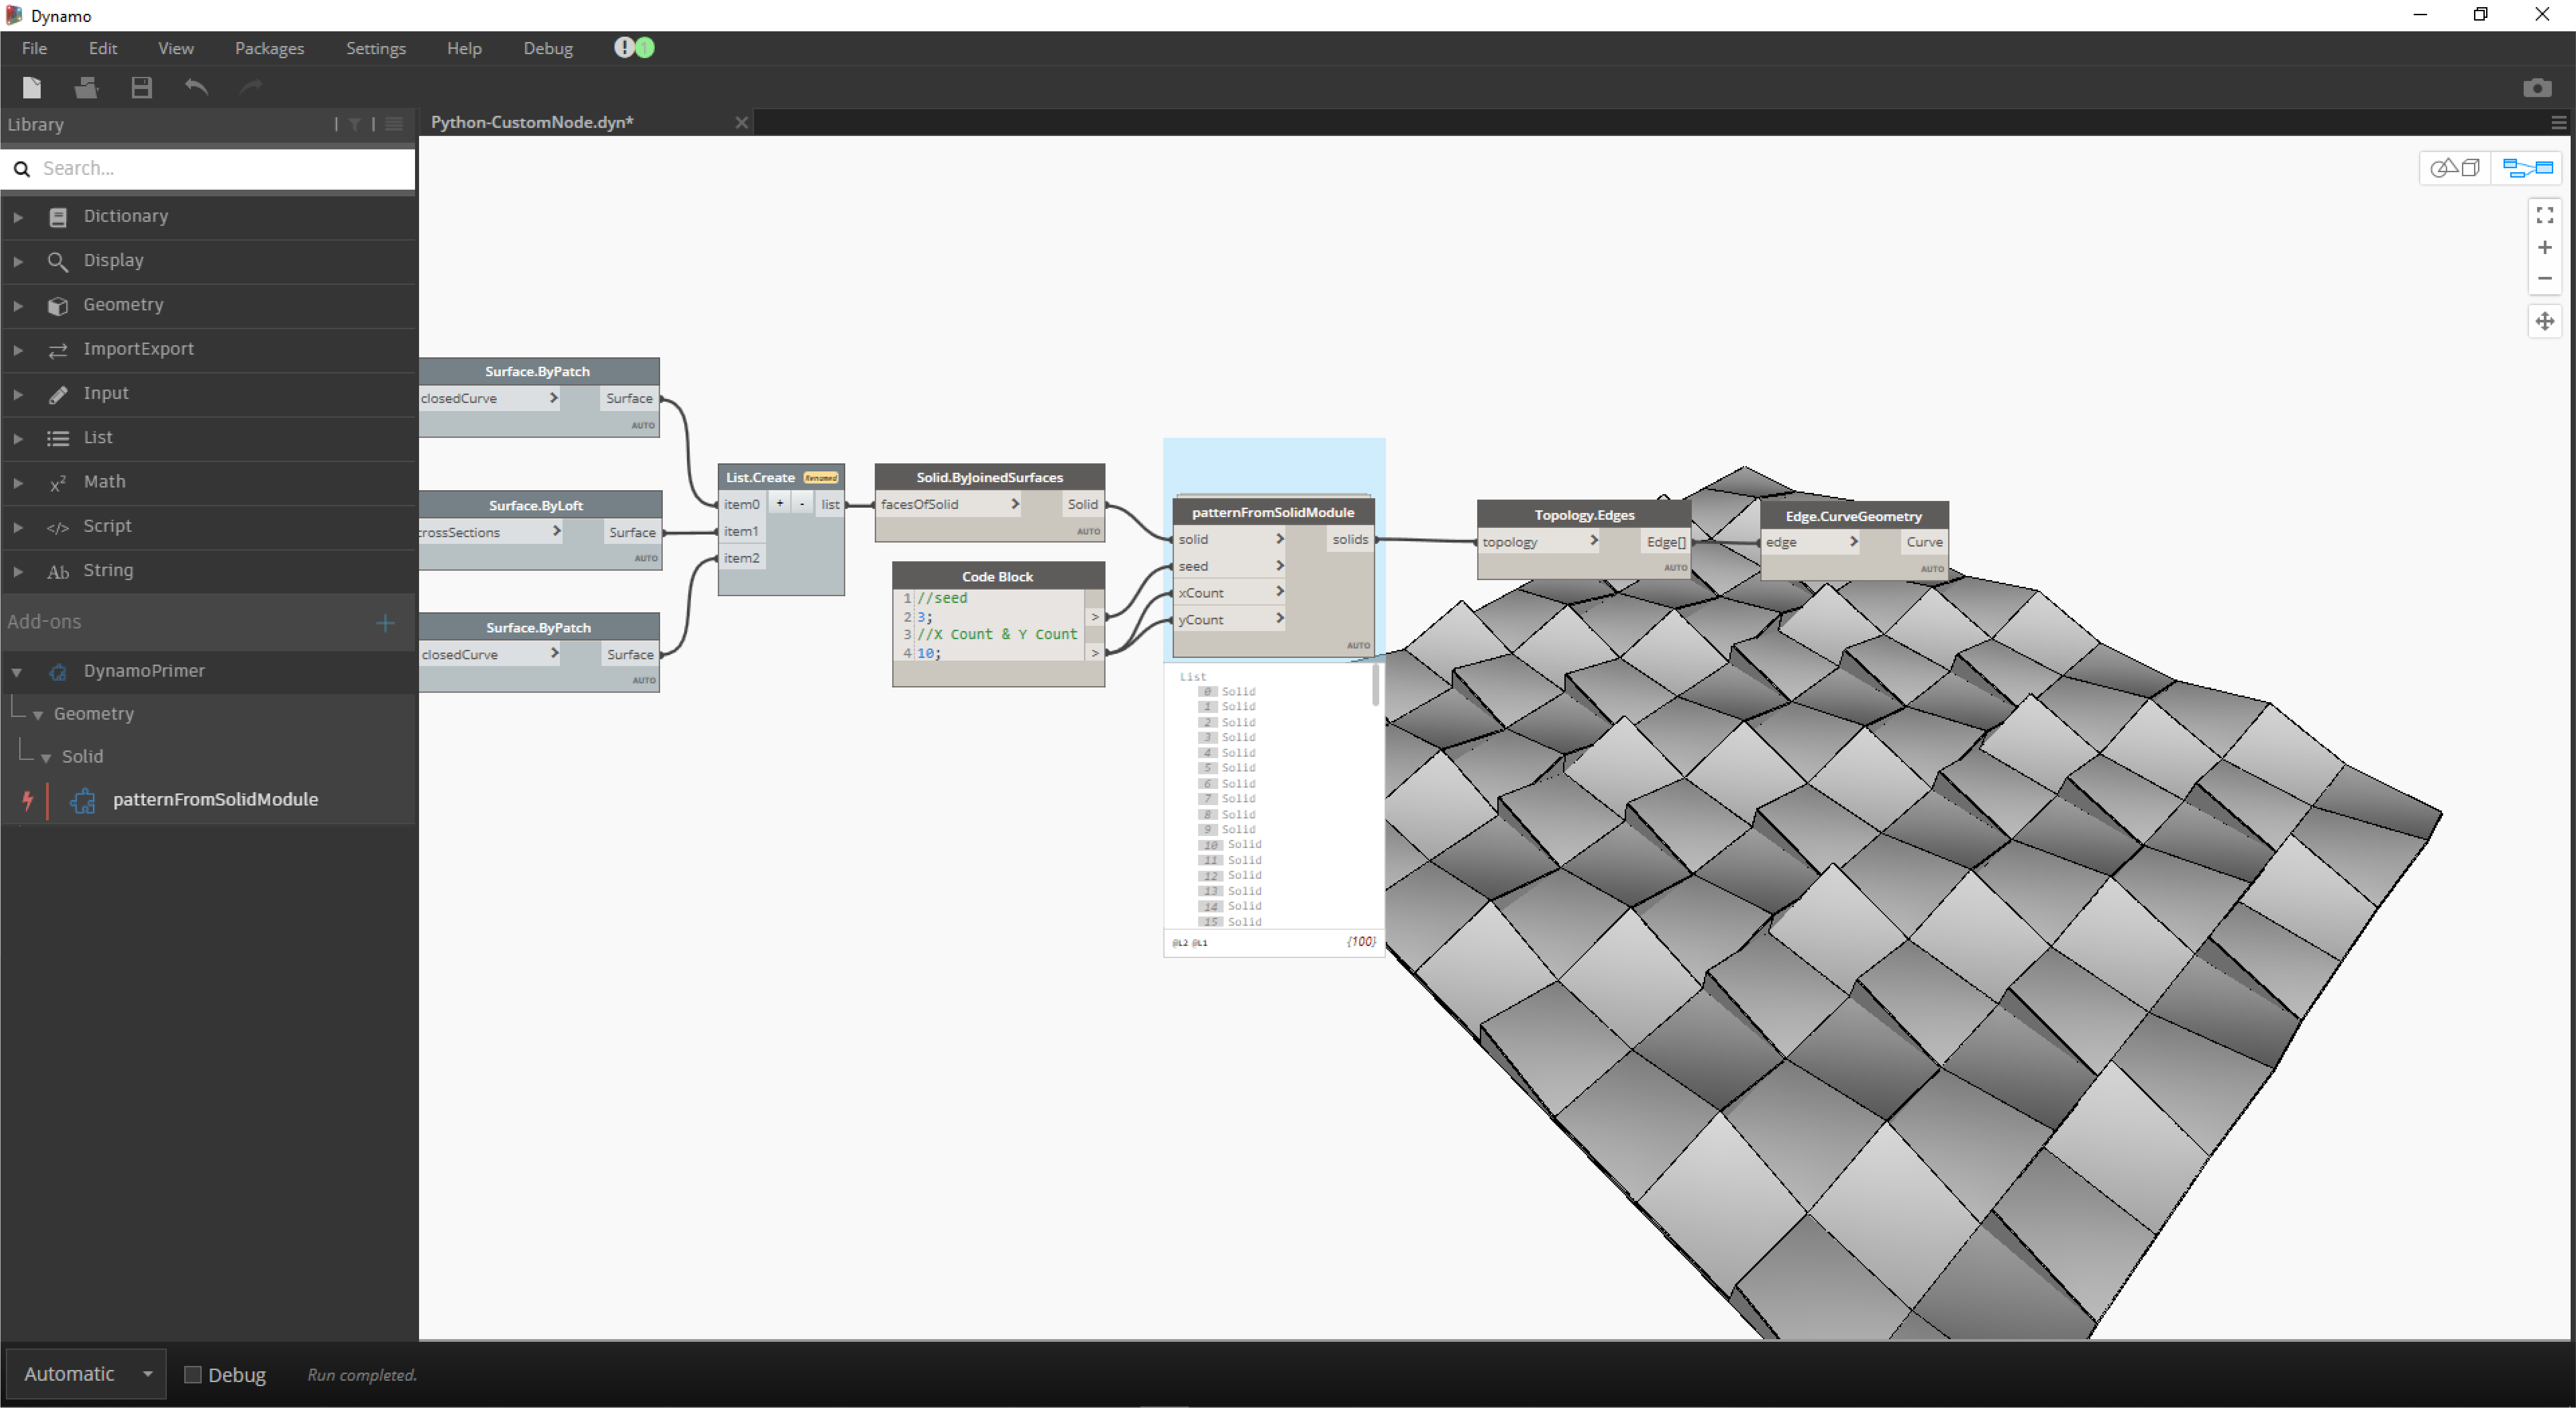 Dynamo
File Edit View Packages Settings Help Debug ! 1
Library
Python-CustomNode.dyn*
Search...
Dictionary
Display
Geometry
ImportExport
Input
List
Math
Script
Ab String
Add-ons
DynamoPrimer
Geometry
Solid
patternFromSolidModule
Surface.ByPatch
closedCurve > Surface
AUTO
Surface.ByLoft
crossSections > Surface
AUTO
Surface.ByPatch
closedCurve > Surface
AUTO
List.Create Renamed
item0 + - list
item1
item2
Solid.ByJoinedSurfaces
facesOfSolid > Solid
AUTO
Code Block
1 //seed
2 3; >
3 //X Count & Y Count
4 10; >
patternFromSolidModule
solid > solids
seed >
xCount >
yCount >
AUTO
List
0 Solid
1 Solid
2 Solid
3 Solid
4 Solid
5 Solid
6 Solid
7 Solid
8 Solid
9 Solid
10 Solid
11 Solid
12 Solid
13 Solid
14 Solid
15 Solid
@L2 @L1 {100}
Topology.Edges
topology > Edge[]
AUTO
Edge.CurveGeometry
edge > Curve
AUTO
Automatic Debug Run completed.